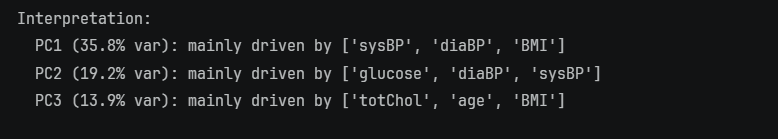 Interpretation:
PC1 (35.8% var): mainly driven by ['sysBP', 'diaBP', 'BMI']
PC2 (19.2% var): mainly driven by ['glucose', 'diaBP', 'sysBP']
PC3 (13.9% var): mainly driven by ['totChol', 'age', 'BMI']